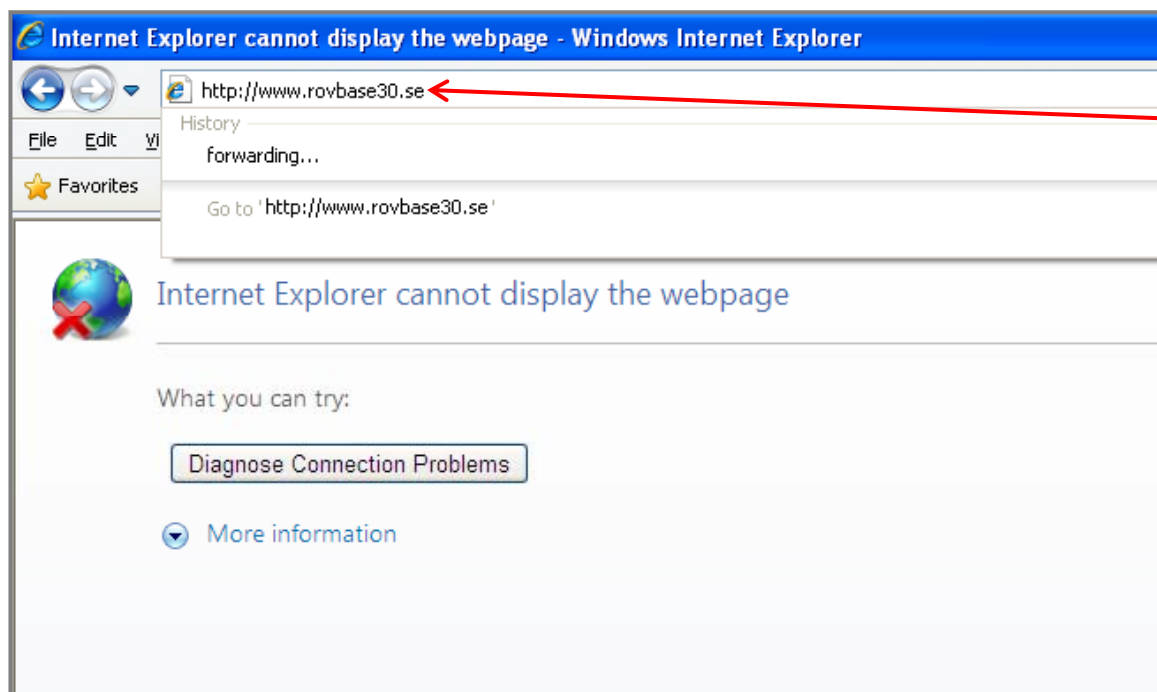 Internet Explorer cannot display the webpage - Windows Internet Explorer
http://www.rovbase30.se
History
File Edit Vi
forwarding...
Favorites
Go to 'http://www.rovbase30.se'
Internet Explorer cannot display the webpage
What you can try:
Diagnose Connection Problems
More information